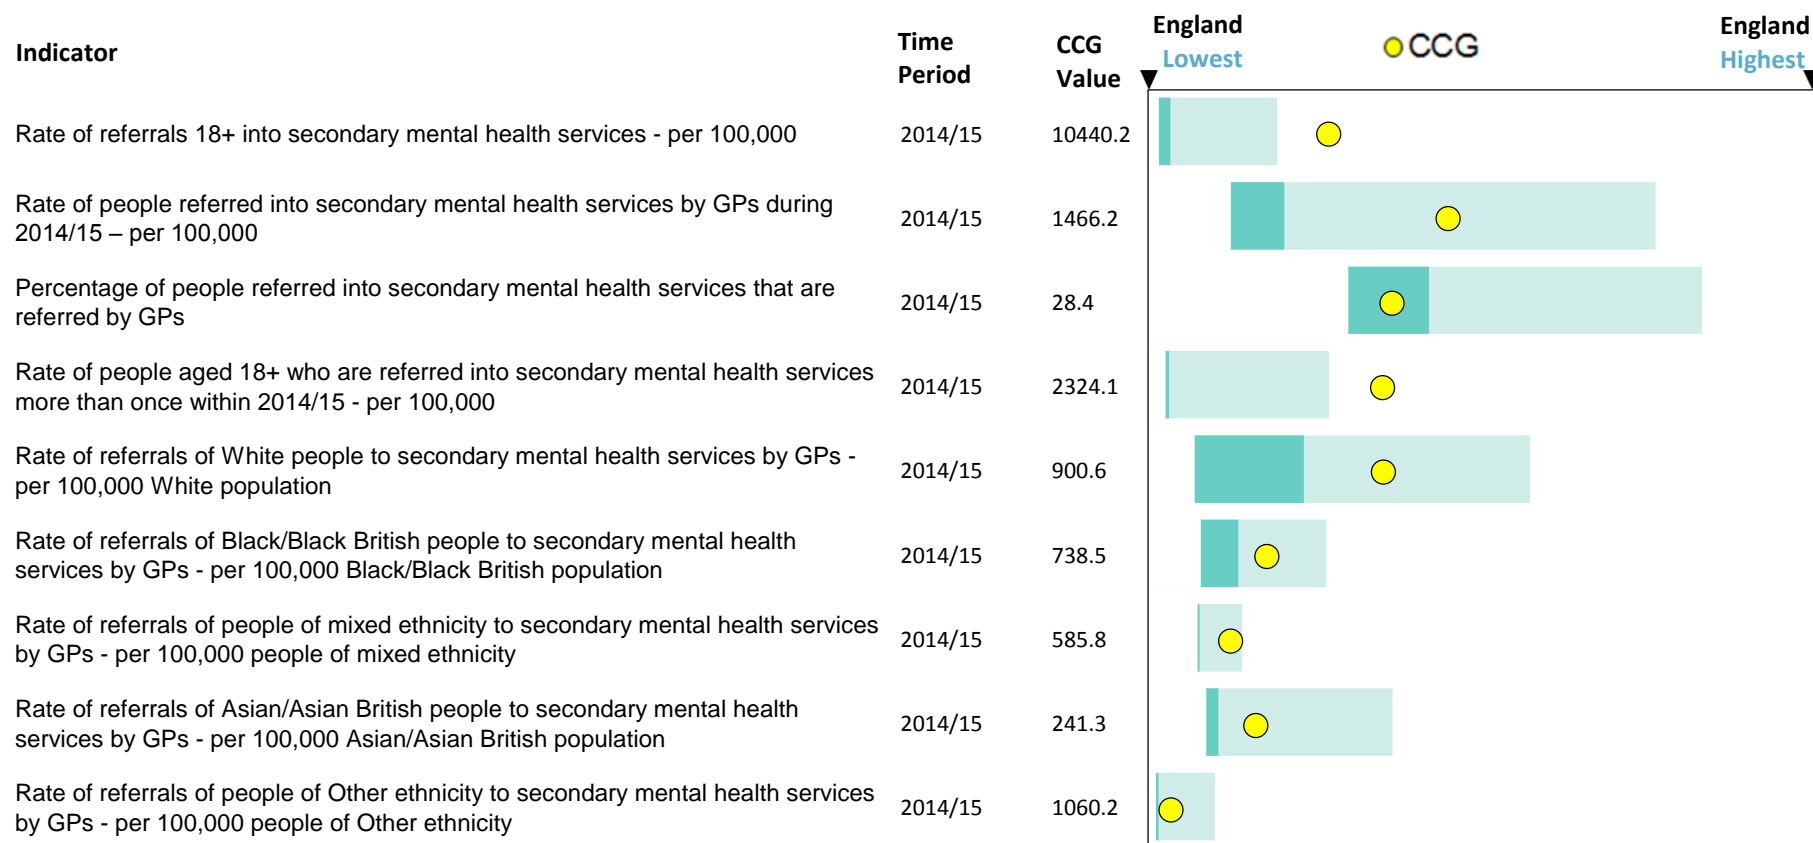 Indicator
Time Period
CCG Value
England Lowest
CCG
England Highest
Rate of referrals 18+ into secondary mental health services - per 100,000
2014/15
10440.2
Rate of people referred into secondary mental health services by GPs during
2014/15 – per 100,000
2014/15
1466.2
Percentage of people referred into secondary mental health services that are
referred by GPs
2014/15
28.4
Rate of people aged 18+ who are referred into secondary mental health services
more than once within 2014/15 - per 100,000
2014/15
2324.1
Rate of referrals of White people to secondary mental health services by GPs -
per 100,000 White population
2014/15
900.6
Rate of referrals of Black/Black British people to secondary mental health
services by GPs - per 100,000 Black/Black British population
2014/15
738.5
Rate of referrals of people of mixed ethnicity to secondary mental health services
by GPs - per 100,000 people of mixed ethnicity
2014/15
585.8
Rate of referrals of Asian/Asian British people to secondary mental health
services by GPs - per 100,000 Asian/Asian British population
2014/15
241.3
Rate of referrals of people of Other ethnicity to secondary mental health services
by GPs - per 100,000 people of Other ethnicity
2014/15
1060.2